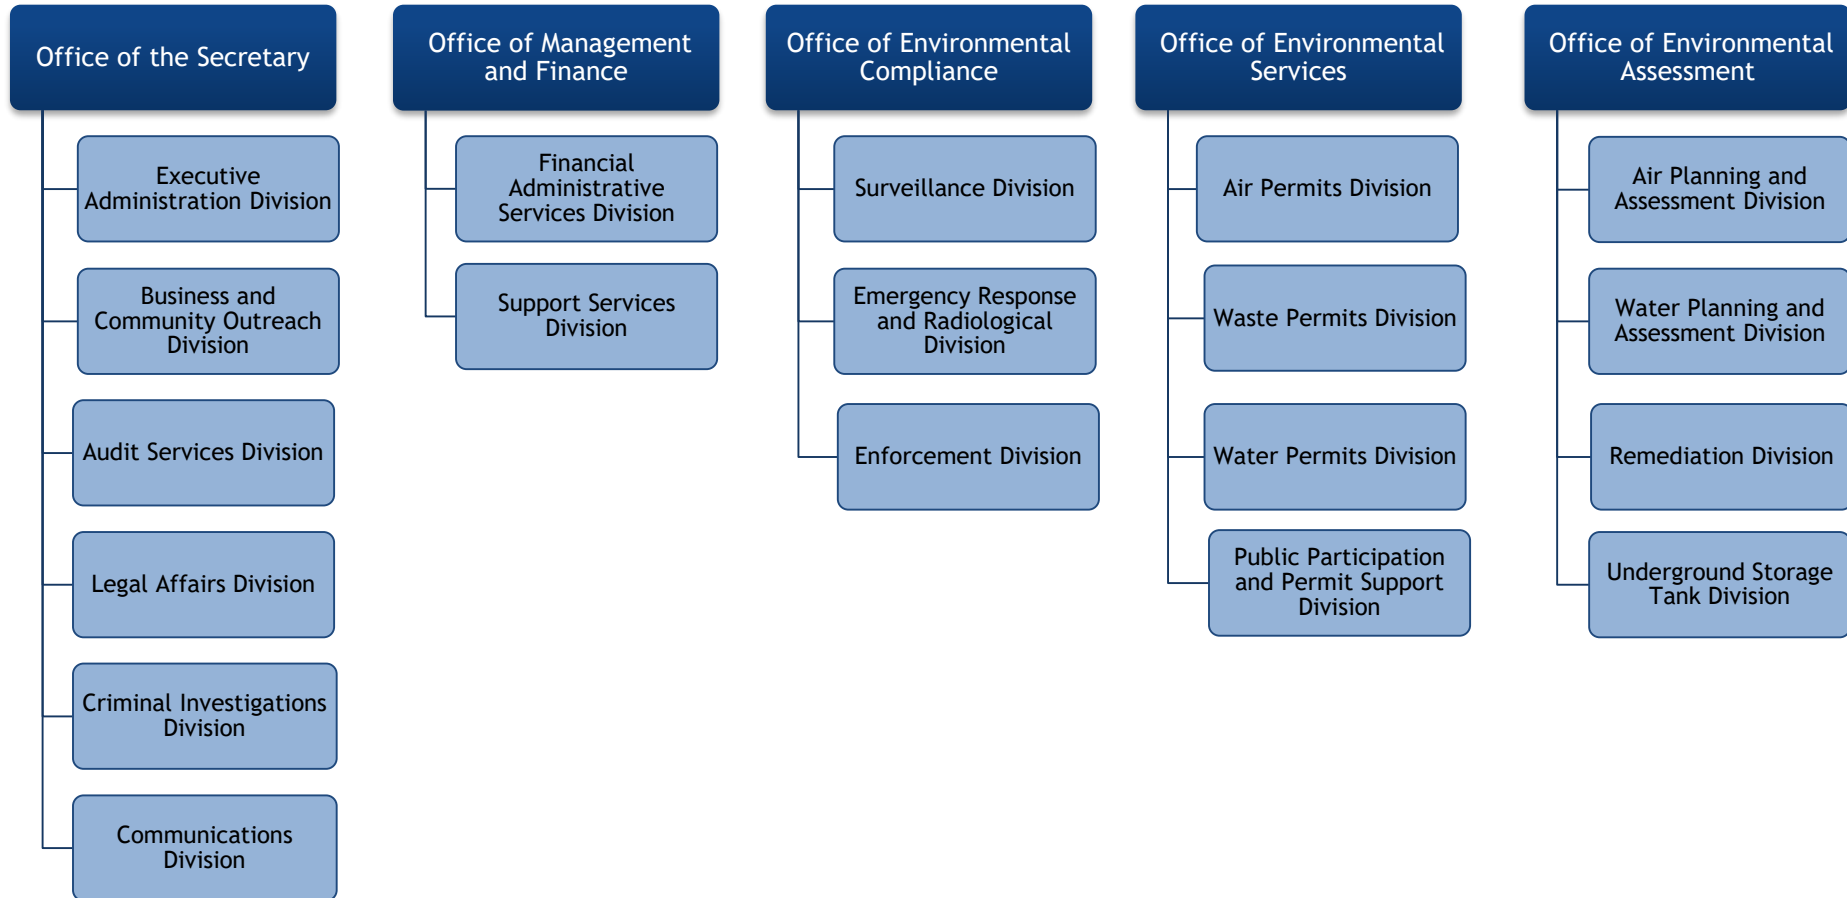 Office of the Secretary
Executive
Administration Division
Business and
Community Outreach
Division
Audit Services Division
Legal Affairs Division
Criminal Investigations
Division
Communications
Division
Office of Management
and Finance
Financial
Administrative
Services Division
Support Services
Division
Office of Environmental
Compliance
Surveillance Division
Emergency Response
and Radiological
Division
Enforcement Division
Office of Environmental
Services
Air Permits Division
Waste Permits Division
Water Permits Division
Public Participation
and Permit Support
Division
Office of Environmental
Assessment
Air Planning and
Assessment Division
Water Planning and
Assessment Division
Remediation Division
Underground Storage
Tank Division